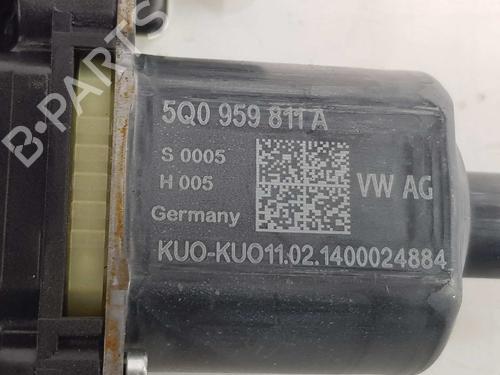 B-PARTS
5Q0 959 811 A
S 0005
H 005
VW AG
Germany
KUO-KUO11.02.1400024884